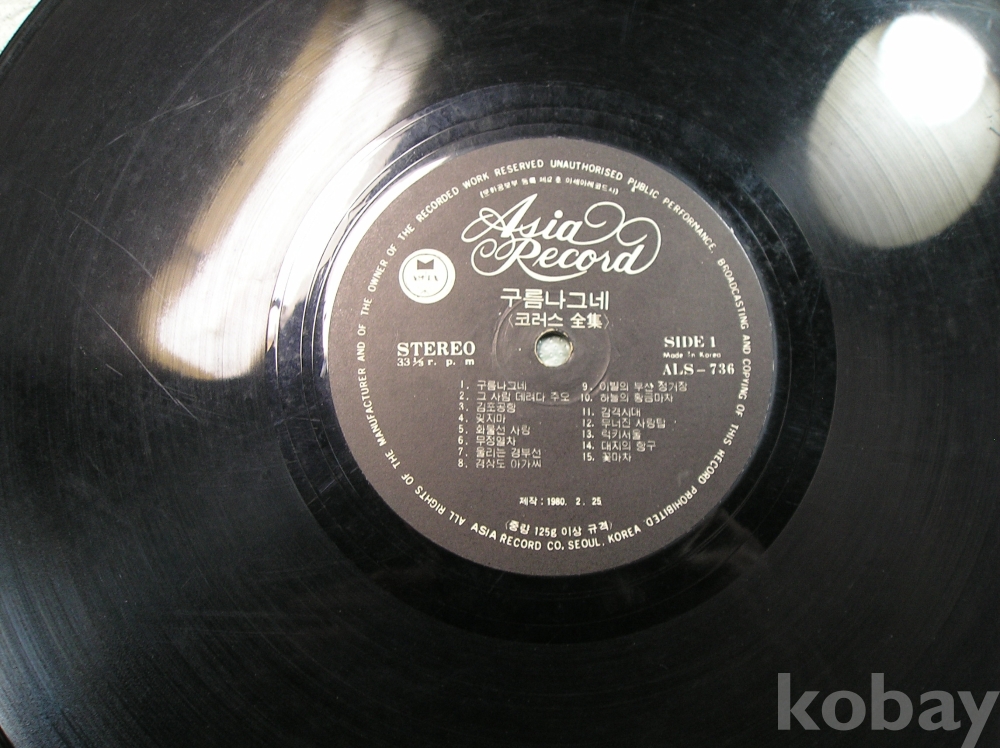 MANUFACTURER AND OF THE OWNER OF THE RECORDED WORK RESERVED UNAUTHORISED PUBLIC PERFORMANCE, BROADCASTING AND COPYING OF THIS RECORD PROHIBITED.
ALL RIGHTS OF THE
Asia
Record
구름나그네
〈코러스 全集〉
STEREO
33⅓ r. p. m
SIDE 1
Made in Korea
ALS-736
1. 구름나그네
2. 그 사람 데려다 주오
3. 김포공항
4. 잊지마
5. 화물선 사랑
6. 무정열차
7. 울리는 경부선
8. 경상도 아가씨
9. 이별의 부산 정거장
10. 하늘의 황금마차
11. 감격시대
12. 무너진 사랑탑
13. 럭키서울
14. 대지의 항구
15. 꽃마차
제작 : 1980. 2. 25
(중량 125g 이상 규격)
ASIA RECORD CO. SEOUL, KOREA
kobay